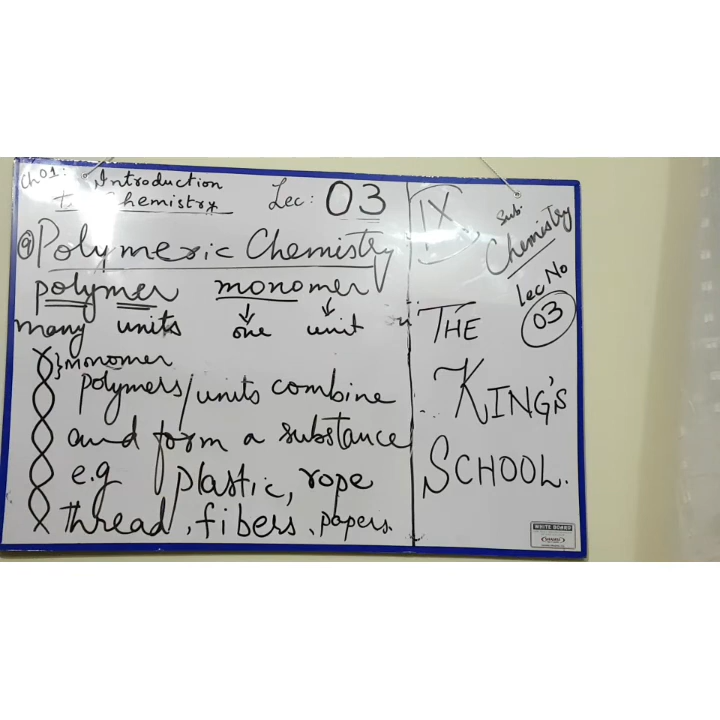 Ch 01: Introduction
to Chemistry
Lec: 03
9 Polymeric Chemistry
polymer monomer
many units one unit
} monomer
polymers/units combine
and form a substance
e.g plastic, rope
thread, fibers, papers.
IX
Sub: Chemistry
Lec No
03
THE
KING'S
SCHOOL.
WHITE BOARD